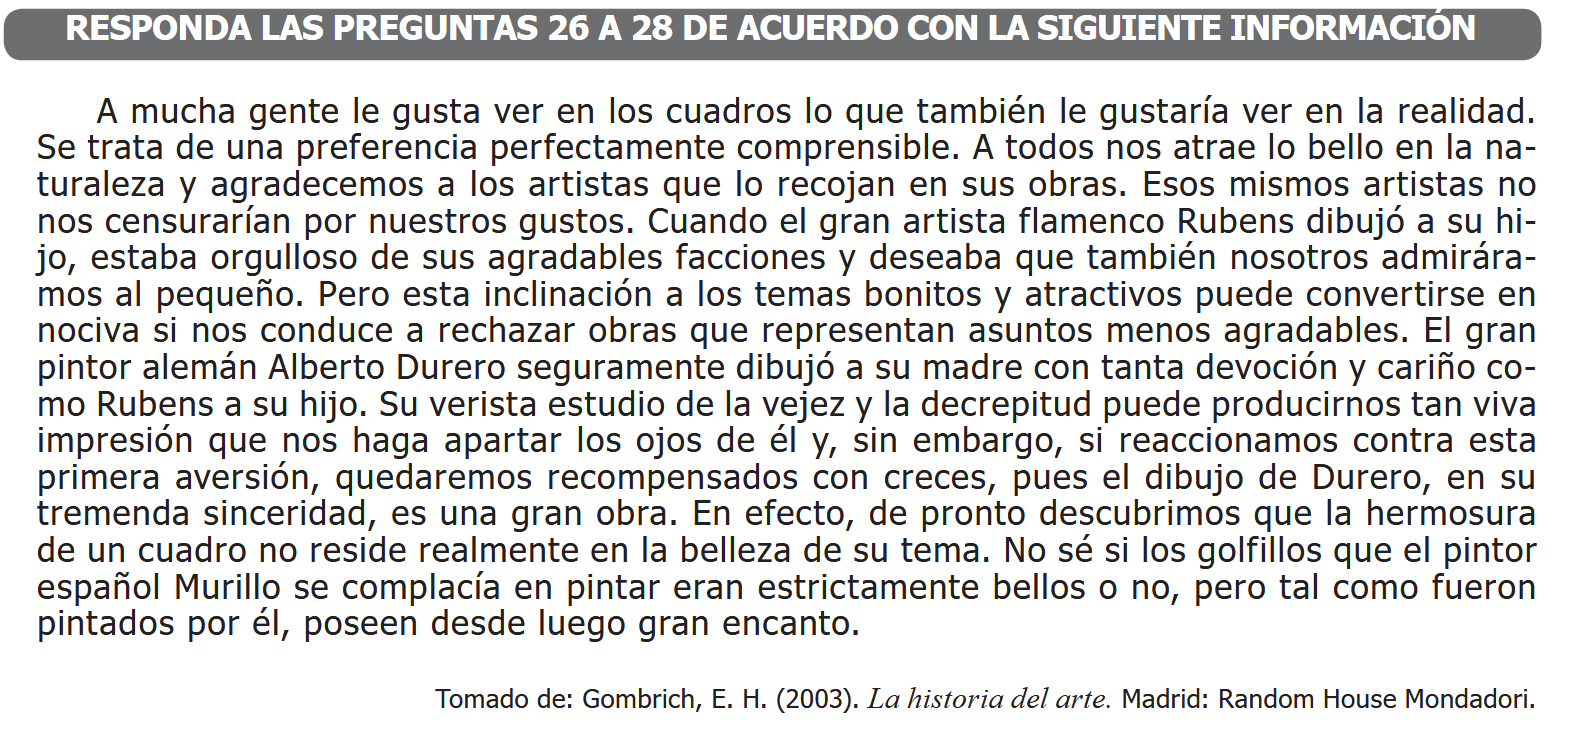 RESPONDA LAS PREGUNTAS 26 A 28 DE ACUERDO CON LA SIGUIENTE INFORMACIÓN
A mucha gente le gusta ver en los cuadros lo que también le gustaría ver en la realidad.
Se trata de una preferencia perfectamente comprensible. A todos nos atrae lo bello en la na-
turaleza y agradecemos a los artistas que lo recojan en sus obras. Esos mismos artistas no
nos censurarían por nuestros gustos. Cuando el gran artista flamenco Rubens dibujó a su hi-
jo, estaba orgulloso de sus agradables facciones y deseaba que también nosotros admirára-
mos al pequeño. Pero esta inclinación a los temas bonitos y atractivos puede convertirse en
nociva si nos conduce a rechazar obras que representan asuntos menos agradables. El gran
pintor alemán Alberto Durero seguramente dibujó a su madre con tanta devoción y cariño co-
mo Rubens a su hijo. Su verista estudio de la vejez y la decrepitud puede producirnos tan viva
impresión que nos haga apartar los ojos de él y, sin embargo, si reaccionamos contra esta
primera aversión, quedaremos recompensados con creces, pues el dibujo de Durero, en su
tremenda sinceridad, es una gran obra. En efecto, de pronto descubrimos que la hermosura
de un cuadro no reside realmente en la belleza de su tema. No sé si los golfillos que el pintor
español Murillo se complacía en pintar eran estrictamente bellos o no, pero tal como fueron
pintados por él, poseen desde luego gran encanto.
Tomado de: Gombrich, E. H. (2003). La historia del arte. Madrid: Random House Mondadori.